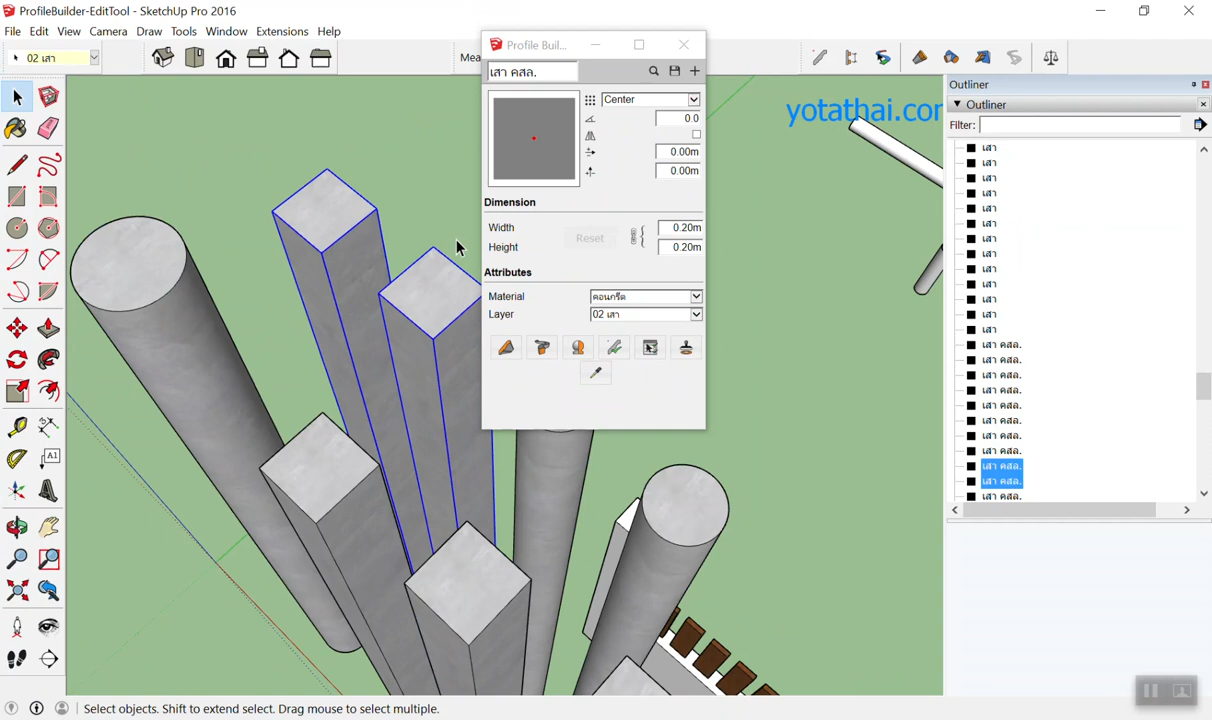 ProfileBuilder-EditTool - SketchUp Pro 2016
File Edit View Camera Draw Tools Window Extensions Help
02 เสา
Mea
Profile Buil...
เสา คสล.
Center
0.0
0.00m
0.00m
Dimension
Width 0.20m
Height 0.20m
Reset
Attributes
Material คอนกรีต
Layer 02 เสา
yotathai.cor
A1
Outliner
Outliner
Filter:
เสา
เสา
เสา
เสา
เสา
เสา
เสา
เสา
เสา
เสา
เสา
เสา
เสา
เสา คสล.
เสา คสล.
เสา คสล.
เสา คสล.
เสา คสล.
เสา คสล.
เสา คสล.
เสา คสล.
เสา คสล.
เสา คสล.
เสา คสล.
Select objects. Shift to extend select. Drag mouse to select multiple.